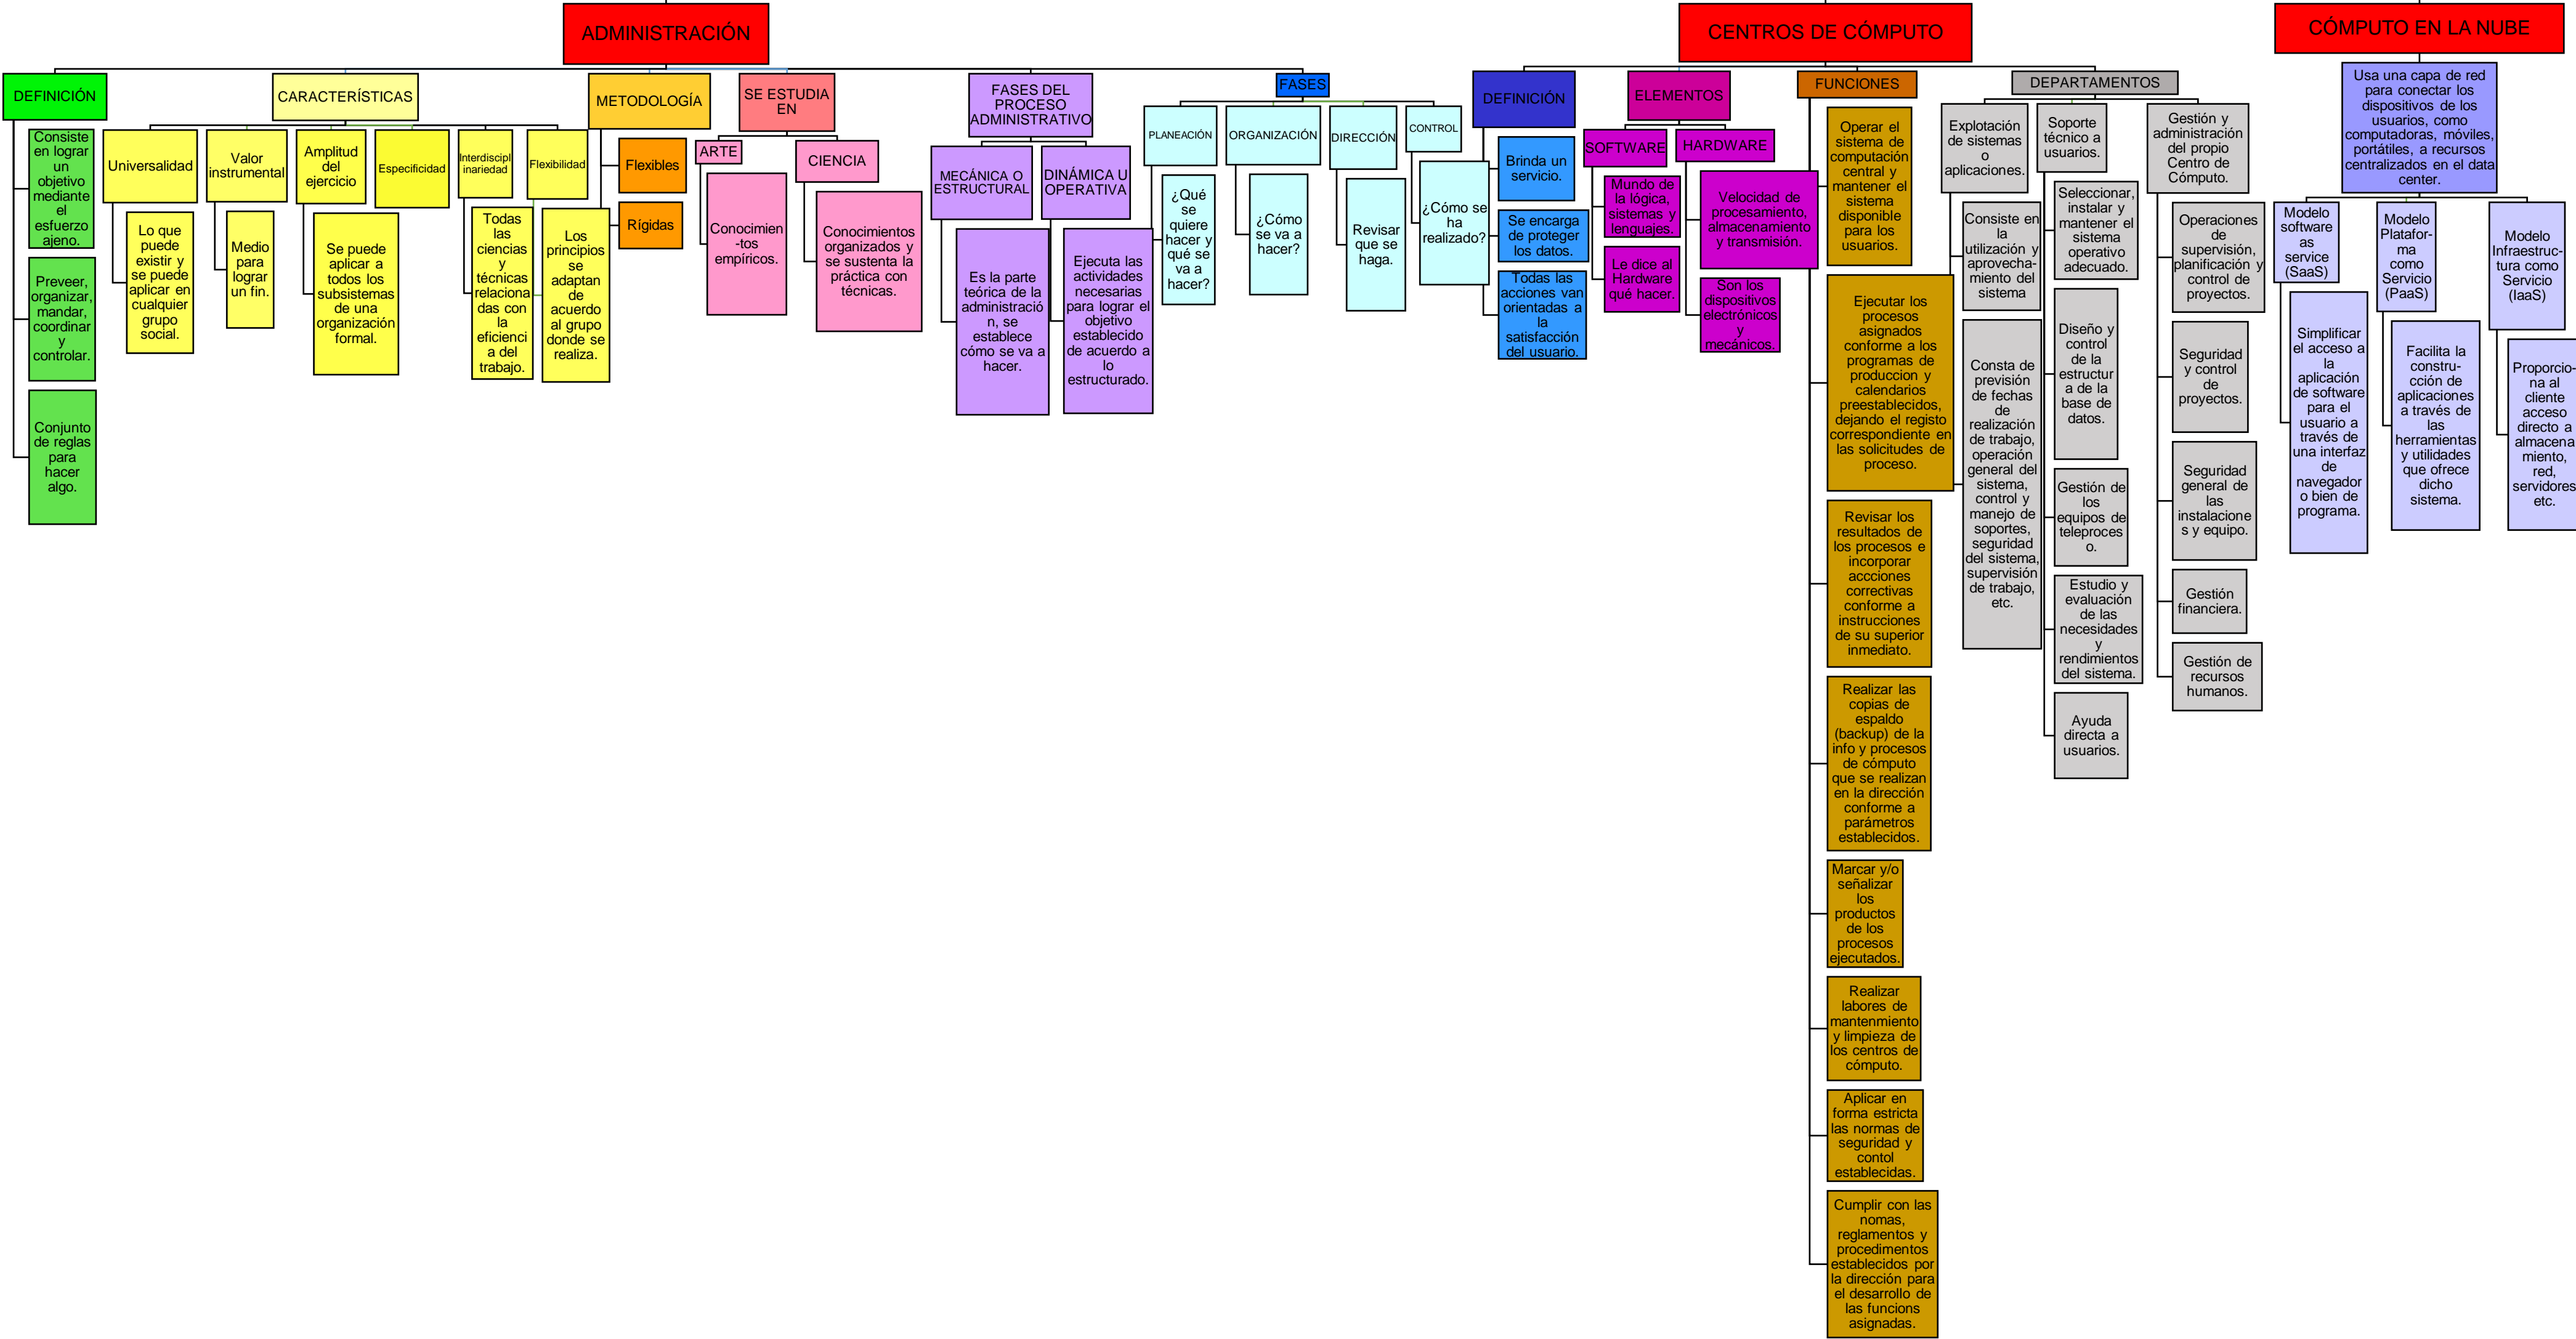 ADMINISTRACIÓN
DEFINICIÓN
Consiste
en lograr
un
objetivo
mediante
el
esfuerzo
ajeno.
Preveer,
organizar,
mandar,
coordinar
y
controlar.
Conjunto
de reglas
para
hacer
algo.
CARACTERÍSTICAS
Universalidad
Lo que
puede
existir y
se puede
aplicar en
cualquier
grupo
social.
Valor
instrumental
Medio
para
lograr
un fin.
Amplitud
del
ejercicio
Se puede
aplicar a
todos los
subsistemas
de una
organización
formal.
Especificidad
Interdiscipl
inariedad
Todas
las
ciencias
y
técnicas
relaciona
das con
la
eficienci
a del
trabajo.
Flexibilidad
Los
principios
se
adaptan
de
acuerdo
al grupo
donde se
realiza.
METODOLOGÍA
Flexibles
Rígidas
SE ESTUDIA
EN
ARTE
Conocimien
-tos
empíricos.
CIENCIA
Conocimientos
organizados y
se sustenta la
práctica con
técnicas.
FASES DEL
PROCESO
ADMINISTRATIVO
MECÁNICA O
ESTRUCTURAL
Es la parte
teórica de la
administració
n, se
establece
cómo se va a
hacer.
DINÁMICA U
OPERATIVA
Ejecuta las
actividades
necesarias
para lograr el
objetivo
establecido
de acuerdo a
lo
estructurado.
FASES
PLANEACIÓN
¿Qué
se
quiere
hacer y
qué se
va a
hacer?
ORGANIZACIÓN
¿Cómo
se va a
hacer?
DIRECCIÓN
Revisar
que se
haga.
CONTROL
¿Cómo se
ha
realizado?
CENTROS DE CÓMPUTO
DEFINICIÓN
Brinda un
servicio.
Se encarga
de proteger
los datos.
Todas las
acciones van
orientadas a
la
satisfacción
del usuario.
ELEMENTOS
SOFTWARE
Mundo de
la lógica,
sistemas y
lenguajes.
Le dice al
Hardware
qué hacer.
HARDWARE
Velocidad de
procesamiento,
almacenamiento
y transmisión.
Son los
dispositivos
electrónicos
y
mecánicos.
FUNCIONES
Operar el
sistema de
computación
central y
mantener el
sistema
disponible
para los
usuarios.
Ejecutar los
procesos
asignados
conforme a los
programas de
produccion y
calendarios
preestablecidos,
dejando el registo
correspondiente en
las solicitudes de
proceso.
Revisar los
resultados de
los procesos e
incorporar
accciones
correctivas
conforme a
instrucciones
de su superior
inmediato.
Realizar las
copias de
espaldo
(backup) de la
info y procesos
de cómputo
que se realizan
en la dirección
conforme a
parámetros
establecidos.
Marcar y/o
señalizar
los
productos
de los
procesos
ejecutados.
Realizar
labores de
mantenmiento
y limpieza de
los centros de
cómputo.
Aplicar en
forma estricta
las normas de
seguridad y
contol
establecidas.
Cumplir con las
nomas,
reglamentos y
procedimentos
establecidos por
la dirección para
el desarrollo de
las funcions
asignadas.
DEPARTAMENTOS
Explotación
de sistemas
o
aplicaciones.
Consiste en
la
utilización y
aprovecha-
miento del
sistema
Consta de
previsión
de fechas
de
realización
de trabajo,
operación
general del
sistema,
control y
manejo de
soportes,
seguridad
del sistema,
supervisión
de trabajo,
etc.
Soporte
técnico a
usuarios.
Seleccionar,
instalar y
mantener el
sistema
operativo
adecuado.
Diseño y
control
de la
estructur
a de la
base de
datos.
Gestión de
los
equipos de
teleproces
o.
Estudio y
evaluación
de las
necesidades
y
rendimientos
del sistema.
Ayuda
directa a
usuarios.
Gestión y
administración
del propio
Centro de
Cómputo.
Operaciones
de
supervisión,
planificación y
control de
proyectos.
Seguridad
y control
de
proyectos.
Seguridad
general de
las
instalacione
s y equipo.
Gestión
financiera.
Gestión de
recursos
humanos.
CÓMPUTO EN LA NUBE
Usa una capa de red
para conectar los
dispositivos de los
usuarios, como
computadoras, móviles,
portátiles, a recursos
centralizados en el data
center.
Modelo
software
as
service
(SaaS)
Simplificar
el acceso a
la
aplicación
de software
para el
usuario a
través de
una interfaz
de
navegador
o bien de
programa.
Modelo
Platafor-
ma
como
Servicio
(PaaS)
Facilita la
constru-
cción de
aplicaciones
a través de
las
herramientas
y utilidades
que ofrece
dicho
sistema.
Modelo
Infraestruc-
tura como
Servicio
(IaaS)
Proporcio-
na al
cliente
acceso
directo a
almacena
miento,
red,
servidores
etc.